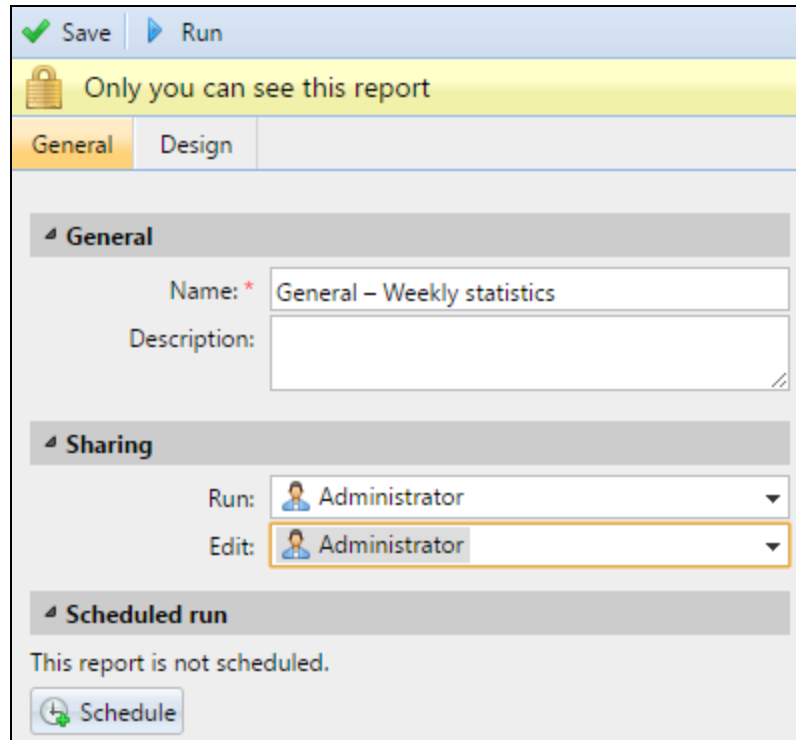 Save Run
Only you can see this report
General Design
General
Name: * General – Weekly statistics
Description:
Sharing
Run: Administrator
Edit: Administrator
Scheduled run
This report is not scheduled.
Schedule